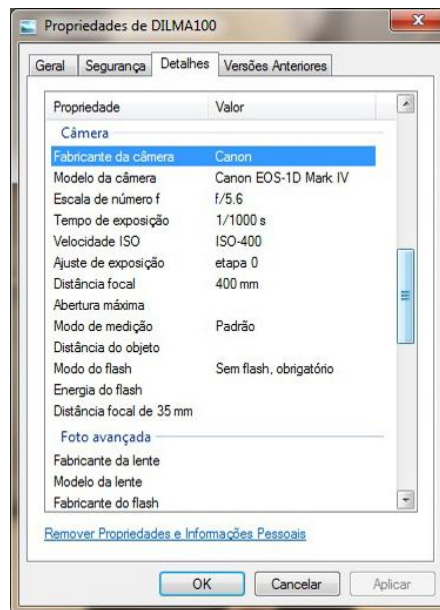 Propriedades de DILMA100
Geral Segurança Detalhes Versões Anteriores
Propriedade Valor
Câmera
Fabricante da câmera Canon
Modelo da câmera Canon EOS-1D Mark IV
Escala de número f f/5.6
Tempo de exposição 1/1000 s
Velocidade ISO ISO-400
Ajuste de exposição etapa 0
Distância focal 400 mm
Abertura máxima
Modo de medição Padrão
Distância do objeto
Modo do flash Sem flash, obrigatório
Energia do flash
Distância focal de 35 mm
Foto avançada
Fabricante da lente
Modelo da lente
Fabricante do flash
Remover Propriedades e Informações Pessoais
OK Cancelar Aplicar